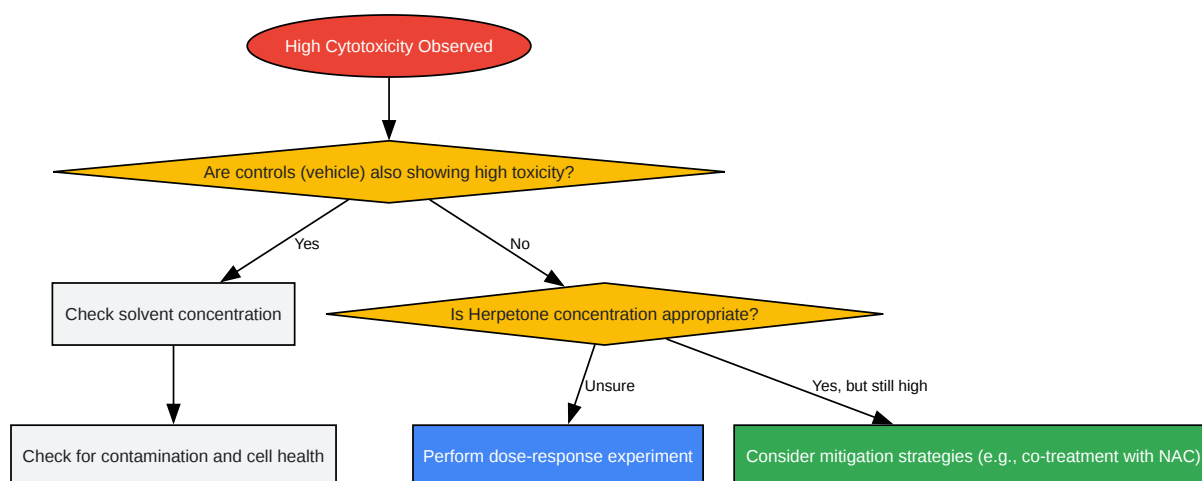 High Cytotoxicity Observed
Are controls (vehicle) also showing high toxicity?
Yes
No
Check solvent concentration
Is Herpetone concentration appropriate?
Unsure
Yes, but still high
Check for contamination and cell health
Perform dose-response experiment
Consider mitigation strategies (e.g., co-treatment with NAC)